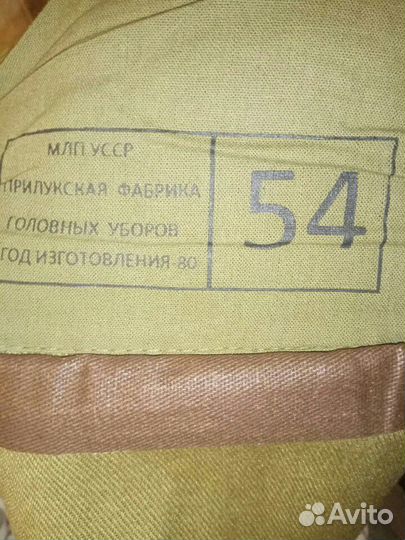 МЛП УССР
ПРИЛУКСКАЯ ФАБРИКА
ГОЛОВНЫХ УБОРОВ
ГОД ИЗГОТОВЛЕНИЯ 80
54
Avito